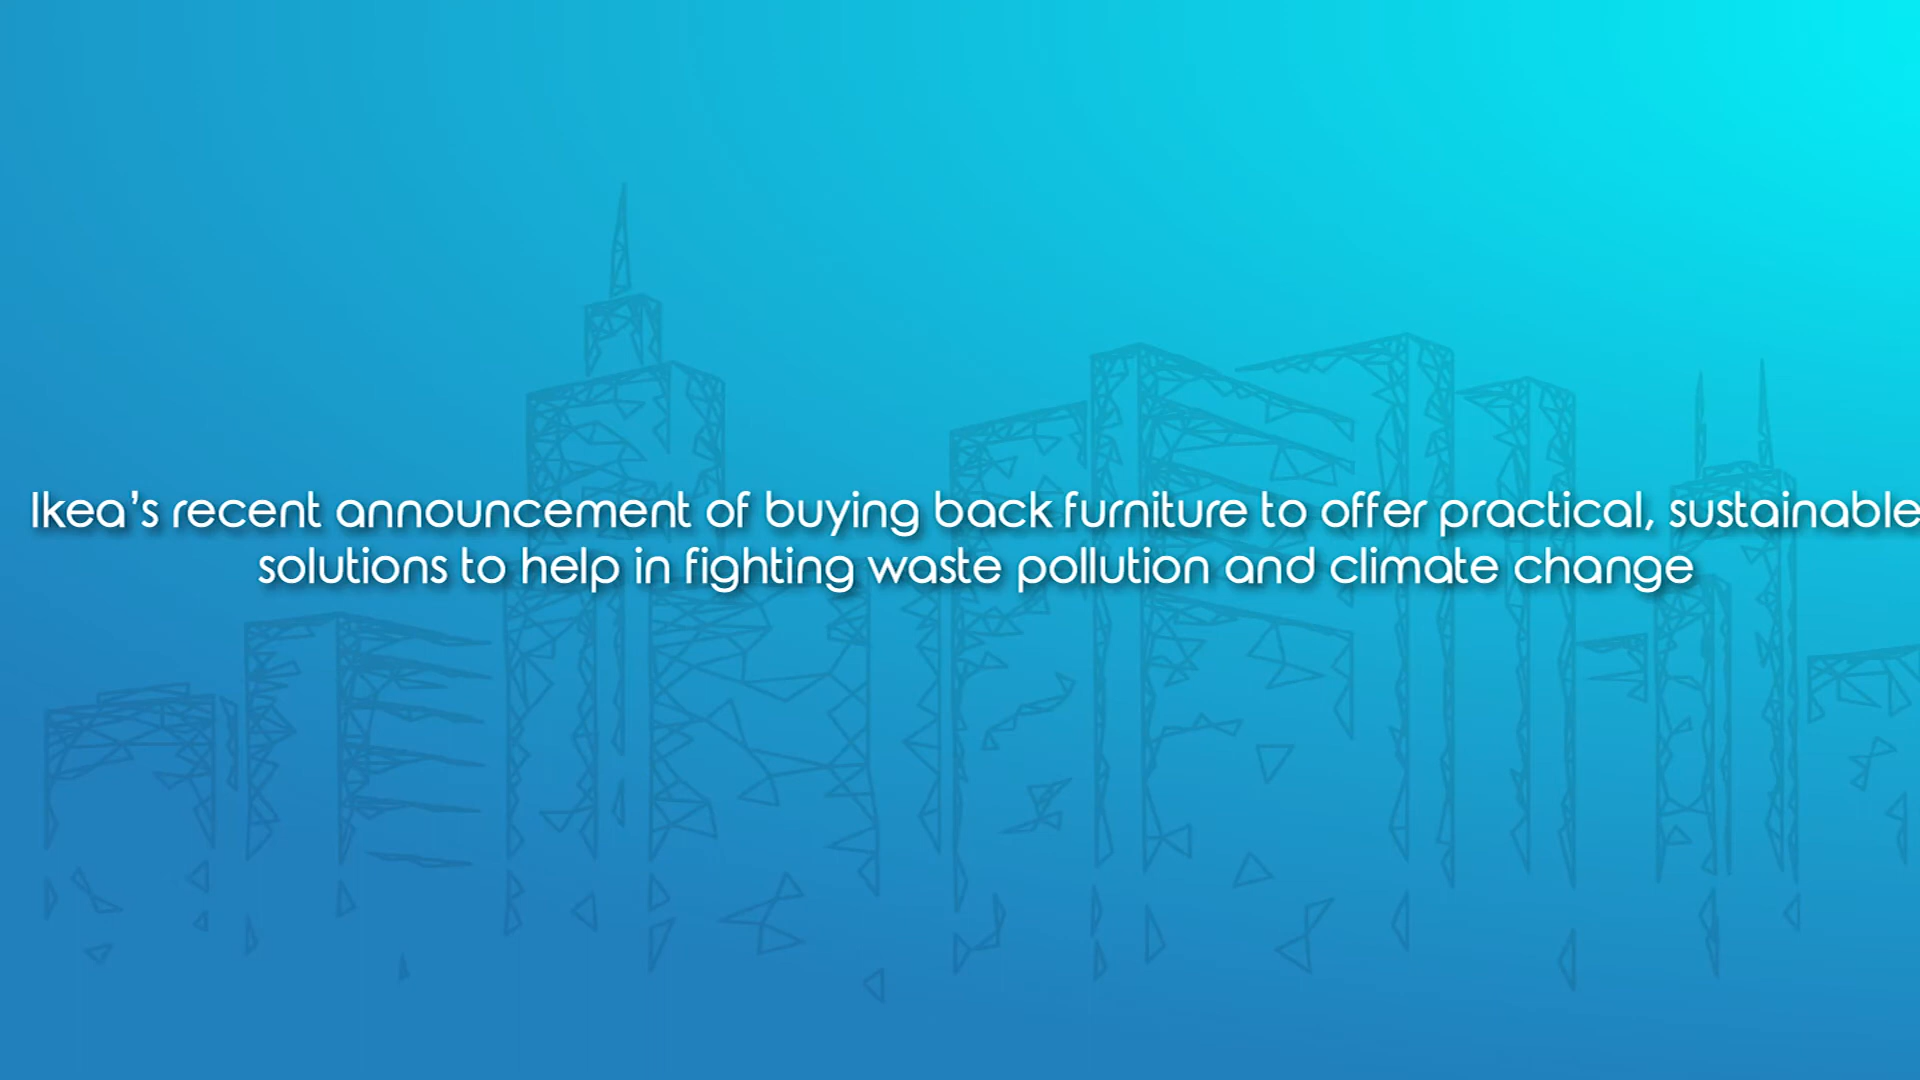 Ikea's recent announcement of buying back furniture to offer practical, sustainable
solutions to help in fighting waste pollution and climate change